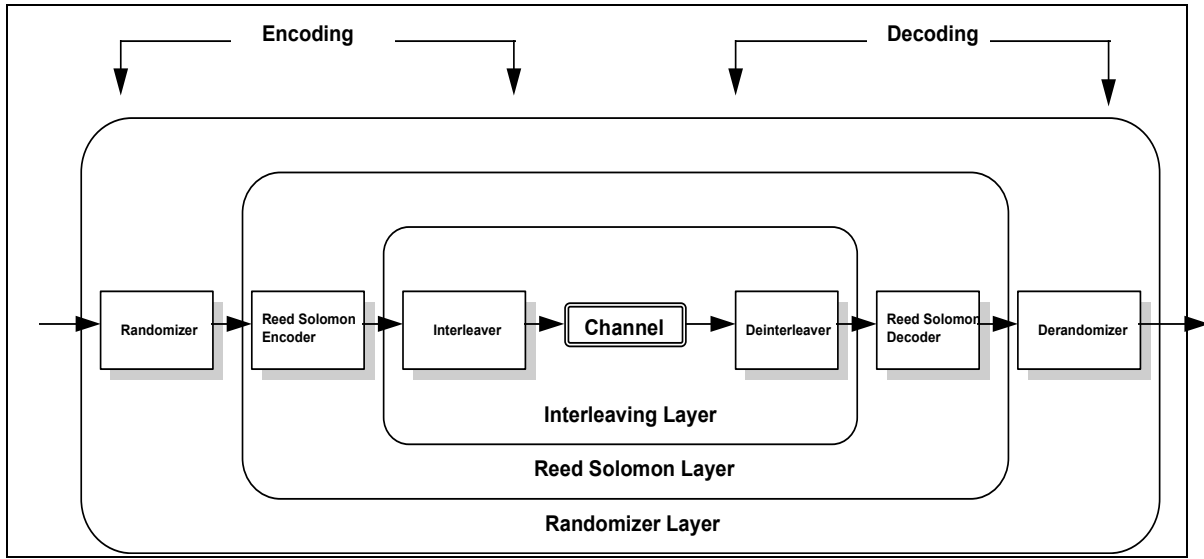 Encoding
Decoding
Randomizer
Reed Solomon
Encoder
Interleaver
Channel
Deinterleaver
Reed Solomon
Decoder
Derandomizer
Interleaving Layer
Reed Solomon Layer
Randomizer Layer